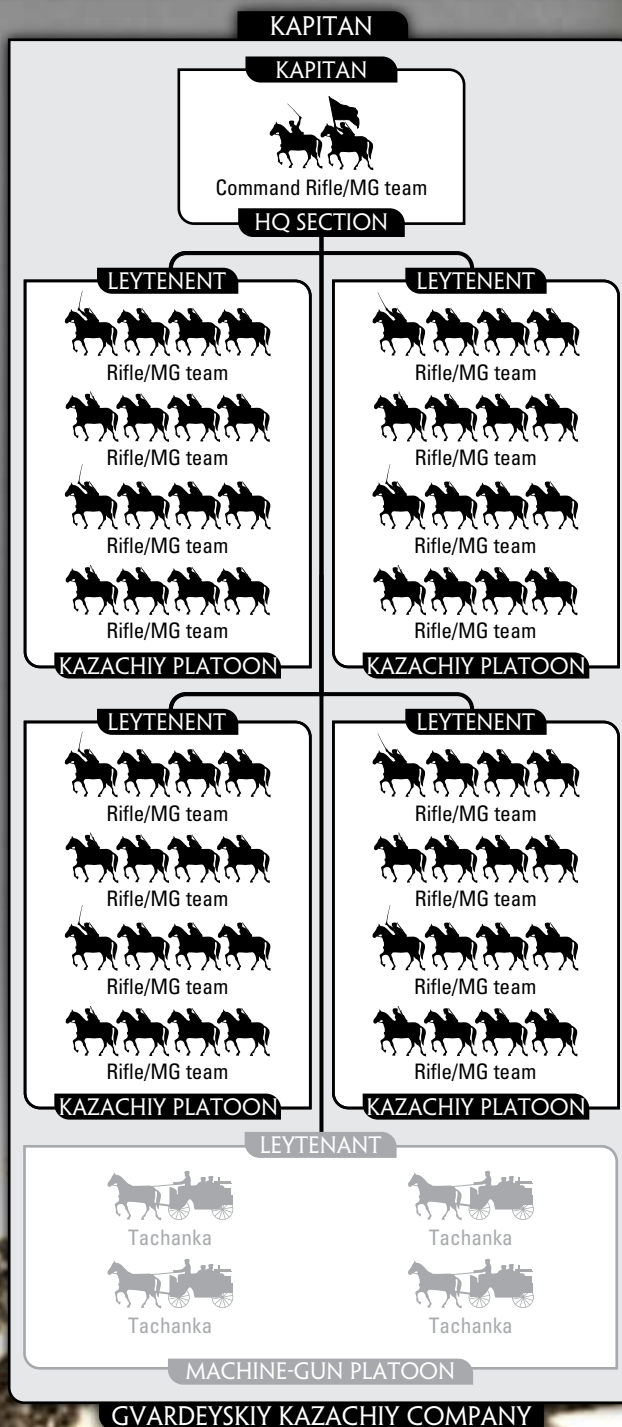 KAPITAN
KAPITAN
Command Rifle/MG team
HQ SECTION
LEYTENENT
Rifle/MG team
Rifle/MG team
Rifle/MG team
Rifle/MG team
KAZACHIY PLATOON
LEYTENENT
Rifle/MG team
Rifle/MG team
Rifle/MG team
Rifle/MG team
KAZACHIY PLATOON
LEYTENENT
Rifle/MG team
Rifle/MG team
Rifle/MG team
Rifle/MG team
KAZACHIY PLATOON
LEYTENENT
Rifle/MG team
Rifle/MG team
Rifle/MG team
Rifle/MG team
KAZACHIY PLATOON
LEYTENANT
Tachanka
Tachanka
Tachanka
Tachanka
MACHINE-GUN PLATOON
GVARDEYSKIY KAZACHIY COMPANY